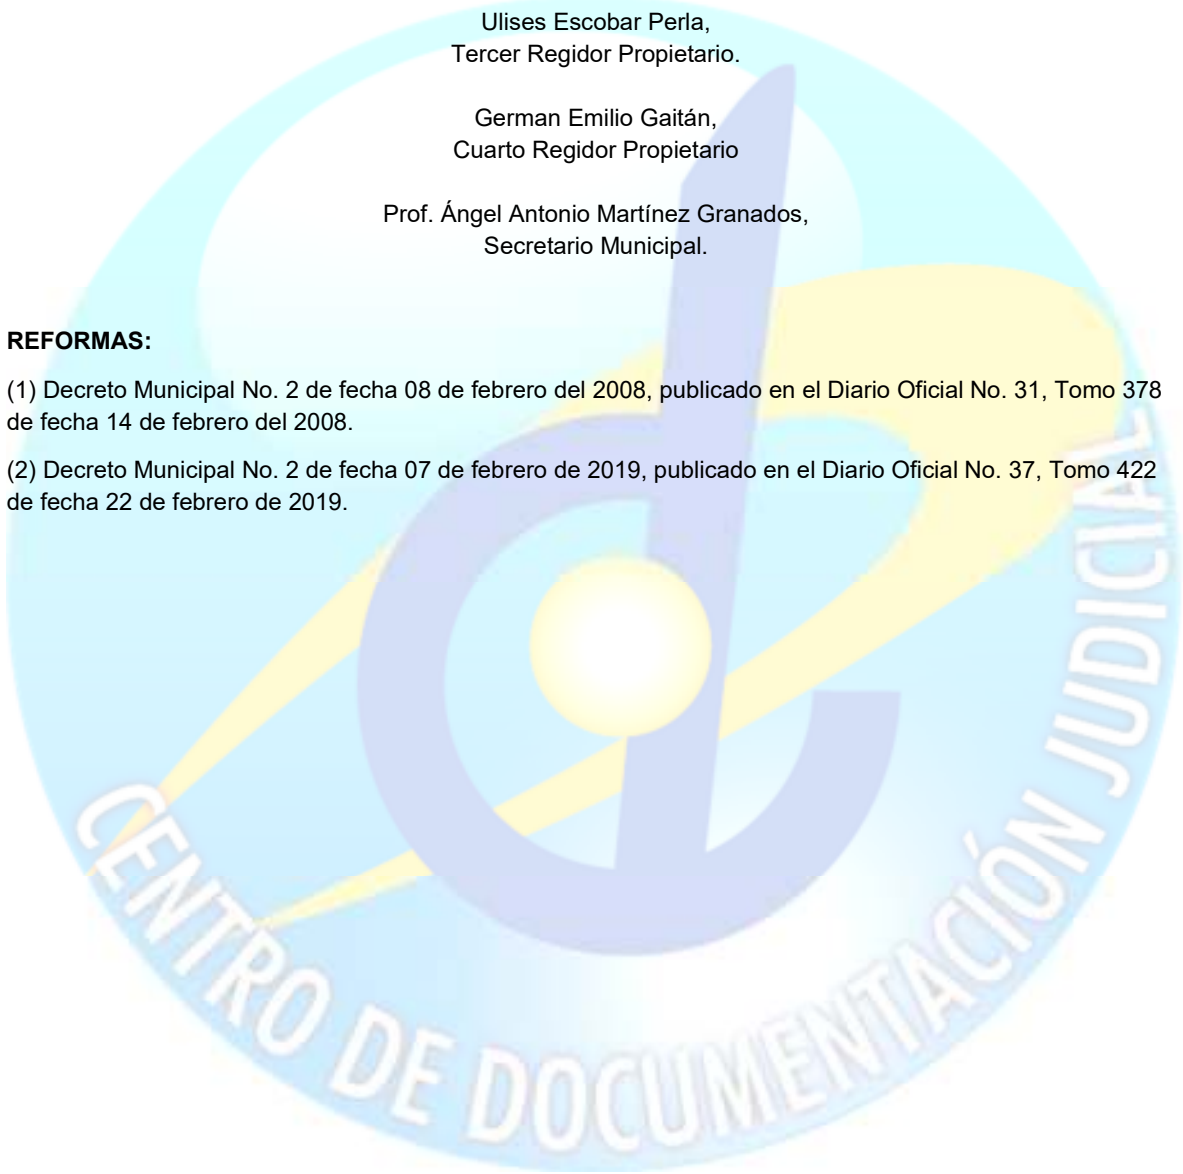 Ulises Escobar Perla,
Tercer Regidor Propietario.
German Emilio Gaitán,
Cuarto Regidor Propietario
Prof. Ángel Antonio Martínez Granados,
Secretario Municipal.
REFORMAS:
(1) Decreto Municipal No. 2 de fecha 08 de febrero del 2008, publicado en el Diario Oficial No. 31, Tomo 378
de fecha 14 de febrero del 2008.
(2) Decreto Municipal No. 2 de fecha 07 de febrero de 2019, publicado en el Diario Oficial No. 37, Tomo 422
de fecha 22 de febrero de 2019.
CENTRO DE DOCUMENTACIÓN JUDICIAL